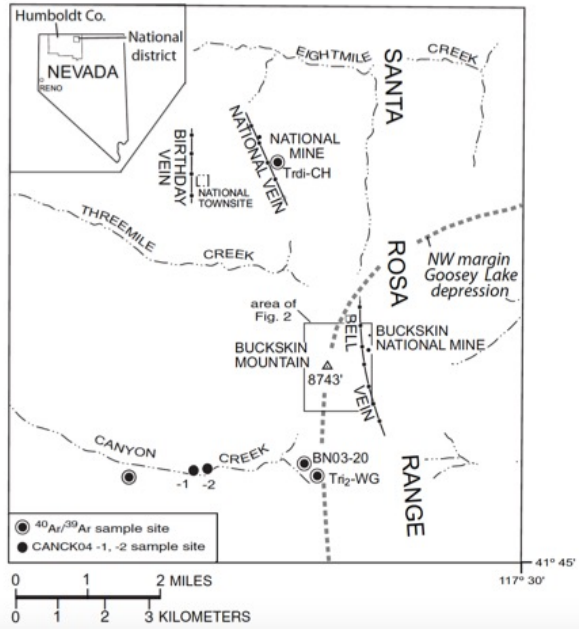 Humboldt Co.
National
district
NEVADA
RENO
EIGHTMILE CREEK
SANTA
ROSA
RANGE
BIRTHDAY
VEIN
NATIONAL VEIN
NATIONAL
MINE
Trdi-CH
NATIONAL
TOWNSITE
THREEMILE CREEK
NW margin
Goosey Lake
depression
area of
Fig. 2
BELL VEIN
BUCKSKIN
NATIONAL MINE
BUCKSKIN
MOUNTAIN
8743'
CANYON CREEK
-1 -2
BN03-20
Tri₂-WG
⁴⁰Ar/³⁹Ar sample site
CANCK04 -1, -2 sample site
0 1 2 MILES
0 1 2 3 KILOMETERS
41° 45'
117° 30'